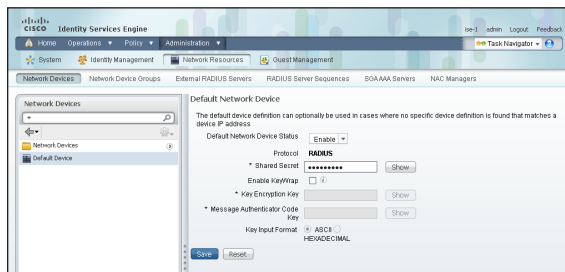 CISCO Identity Services Engine
ise-1 admin Logout Feedback
Home Operations Policy Administration Task Navigator
System Identity Management Network Resources Guest Management
Network Devices Network Device Groups External RADIUS Servers RADIUS Server Sequences SGA AAA Servers NAC Managers
Network Devices
Network Devices
Default Device
Default Network Device
The default device definition can optionally be used in cases where no specific device definition is found that matches a
device IP address
Default Network Device Status Enable
Protocol RADIUS
* Shared Secret ••••••••• Show
Enable KeyWrap
* Key Encryption Key Show
* Message Authenticator Code
Key Show
Key Input Format ASCII
HEXADECIMAL
Save Reset